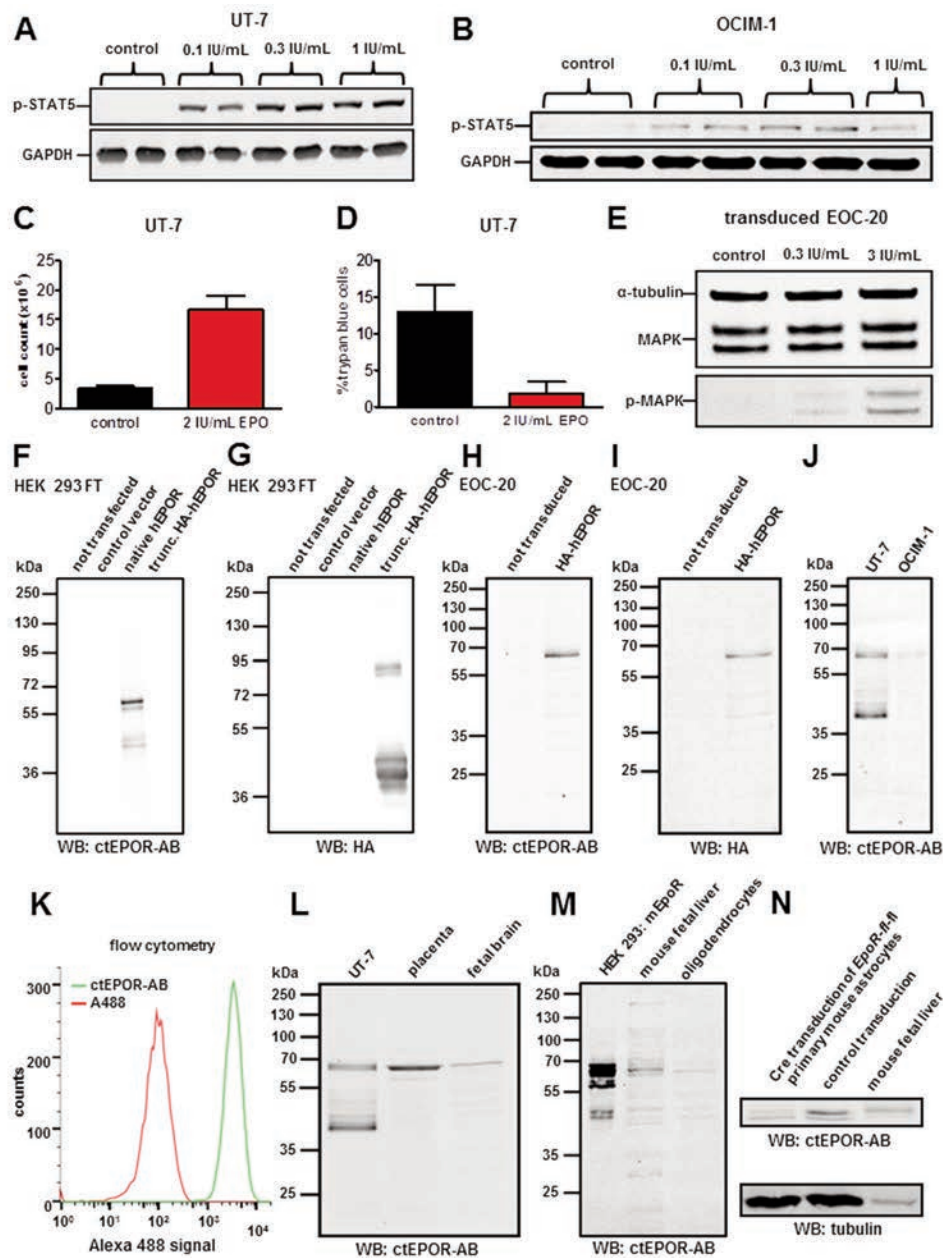 A
UT-7
control
0.1 IU/mL
0.3 IU/mL
1 IU/mL
p-STAT5
GAPDH
B
OCIM-1
control
0.1 IU/mL
0.3 IU/mL
1 IU/mL
p-STAT5
GAPDH
C
UT-7
cell count (x10⁵)
25
20
15
10
5
0
control
2 IU/mL EPO
D
UT-7
%trypan blue cells
20
15
10
5
0
control
2 IU/mL EPO
E
transduced EOC-20
control
0.3 IU/mL
3 IU/mL
α-tubulin
MAPK
p-MAPK
F
HEK 293 FT
not transfected
control vector
native hEPOR
trunc. HA-hEPOR
kDa
250
130
95
72
55
36
WB: ctEPOR-AB
G
HEK 293 FT
not transfected
control vector
native hEPOR
trunc. HA-hEPOR
kDa
250
130
95
72
55
36
WB: HA
H
EOC-20
not transduced
HA-hEPOR
kDa
250
130
100
70
55
35
25
WB: ctEPOR-AB
I
EOC-20
not transduced
HA-hEPOR
kDa
250
130
100
70
55
35
25
WB: HA
J
UT-7
OCIM-1
kDa
250
130
100
70
55
35
25
WB: ctEPOR-AB
K
flow cytometry
ctEPOR-AB
A488
counts
300
200
100
0
10⁰
10¹
10²
10³
10⁴
Alexa 488 signal
L
UT-7
placenta
fetal brain
kDa
250
130
100
70
55
35
25
WB: ctEPOR-AB
M
HEK 293: mEpoR
mouse fetal liver
oligodendrocytes
kDa
250
130
100
70
55
35
25
WB: ctEPOR-AB
N
Cre transduction of EpoR-fl-fl
primary mouse astrocytes
control transduction
mouse fetal liver
WB: ctEPOR-AB
WB: tubulin